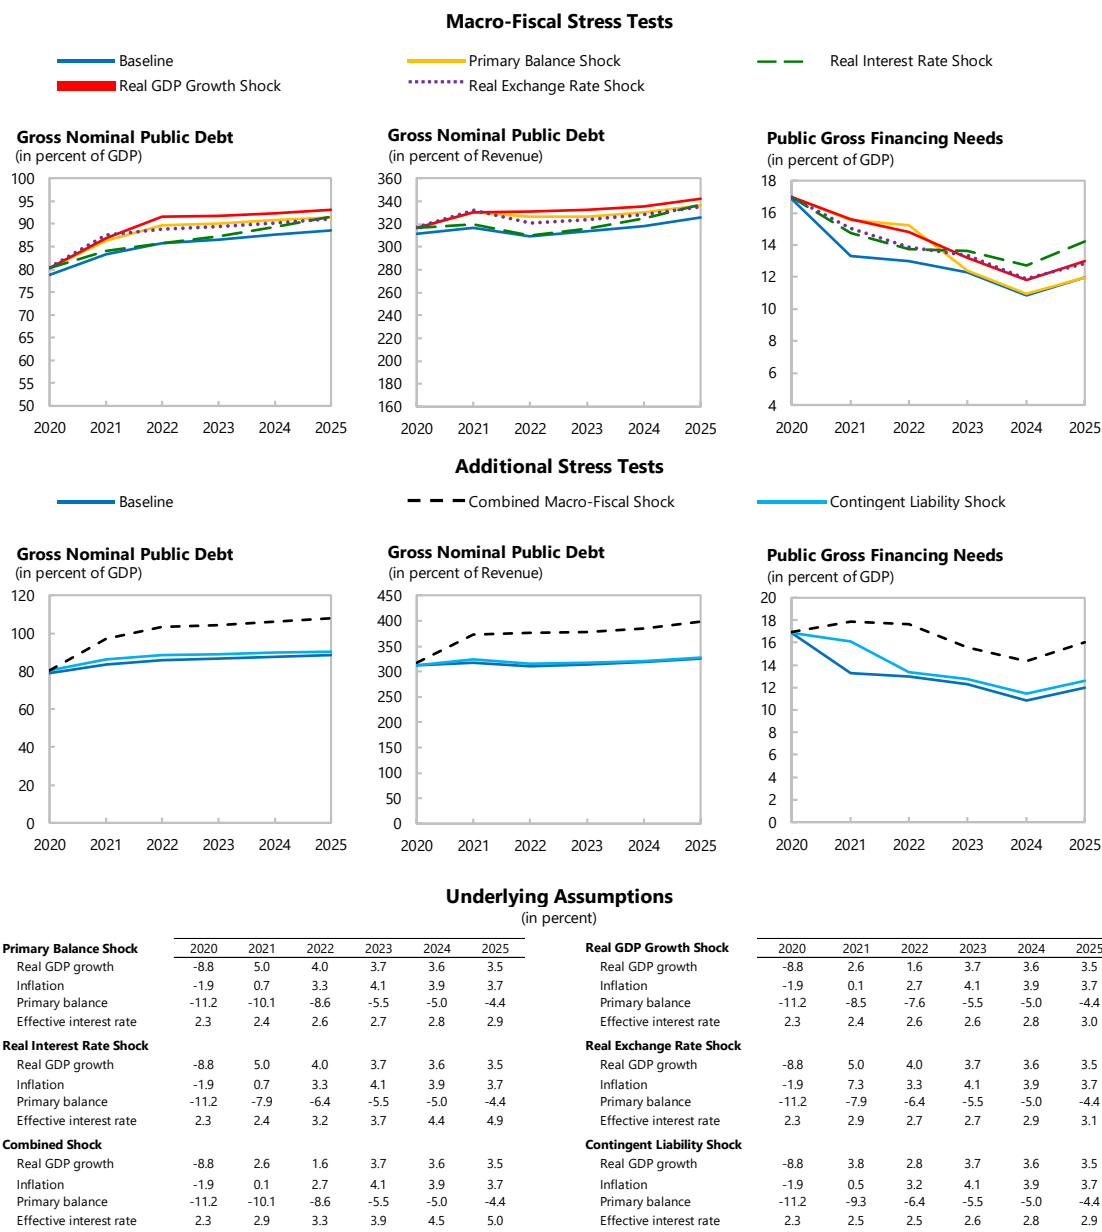 Macro-Fiscal Stress Tests
Baseline Primary Balance Shock Real Interest Rate Shock
Real GDP Growth Shock Real Exchange Rate Shock
Gross Nominal Public Debt
(in percent of GDP)
100
95
90
85
80
75
70
65
60
55
50
2020 2021 2022 2023 2024 2025
Gross Nominal Public Debt
(in percent of Revenue)
360
340
320
300
280
260
240
220
200
180
160
2020 2021 2022 2023 2024 2025
Public Gross Financing Needs
(in percent of GDP)
18
16
14
12
10
8
6
4
2020 2021 2022 2023 2024 2025
Additional Stress Tests
Baseline Combined Macro-Fiscal Shock Contingent Liability Shock
Gross Nominal Public Debt
(in percent of GDP)
120
100
80
60
40
20
0
2020 2021 2022 2023 2024 2025
Gross Nominal Public Debt
(in percent of Revenue)
450
400
350
300
250
200
150
100
50
0
2020 2021 2022 2023 2024 2025
Public Gross Financing Needs
(in percent of GDP)
20
18
16
14
12
10
8
6
4
2
0
2020 2021 2022 2023 2024 2025
Underlying Assumptions
(in percent)
Primary Balance Shock 2020 2021 2022 2023 2024 2025
Real GDP growth -8.8 5.0 4.0 3.7 3.6 3.5
Inflation -1.9 0.7 3.3 4.1 3.9 3.7
Primary balance -11.2 -10.1 -8.6 -5.5 -5.0 -4.4
Effective interest rate 2.3 2.4 2.6 2.7 2.8 2.9
Real Interest Rate Shock
Real GDP growth -8.8 5.0 4.0 3.7 3.6 3.5
Inflation -1.9 0.7 3.3 4.1 3.9 3.7
Primary balance -11.2 -7.9 -6.4 -5.5 -5.0 -4.4
Effective interest rate 2.3 2.4 3.2 3.7 4.4 4.9
Combined Shock
Real GDP growth -8.8 2.6 1.6 3.7 3.6 3.5
Inflation -1.9 0.1 2.7 4.1 3.9 3.7
Primary balance -11.2 -10.1 -8.6 -5.5 -5.0 -4.4
Effective interest rate 2.3 2.9 3.3 3.9 4.5 5.0
Real GDP Growth Shock 2020 2021 2022 2023 2024 2025
Real GDP growth -8.8 2.6 1.6 3.7 3.6 3.5
Inflation -1.9 0.1 2.7 4.1 3.9 3.7
Primary balance -11.2 -8.5 -7.6 -5.5 -5.0 -4.4
Effective interest rate 2.3 2.4 2.6 2.6 2.8 3.0
Real Exchange Rate Shock
Real GDP growth -8.8 5.0 4.0 3.7 3.6 3.5
Inflation -1.9 7.3 3.3 4.1 3.9 3.7
Primary balance -11.2 -7.9 -6.4 -5.5 -5.0 -4.4
Effective interest rate 2.3 2.9 2.7 2.7 2.9 3.1
Contingent Liability Shock
Real GDP growth -8.8 3.8 2.8 3.7 3.6 3.5
Inflation -1.9 0.5 3.2 4.1 3.9 3.7
Primary balance -11.2 -9.3 -6.4 -5.5 -5.0 -4.4
Effective interest rate 2.3 2.5 2.5 2.6 2.8 2.9